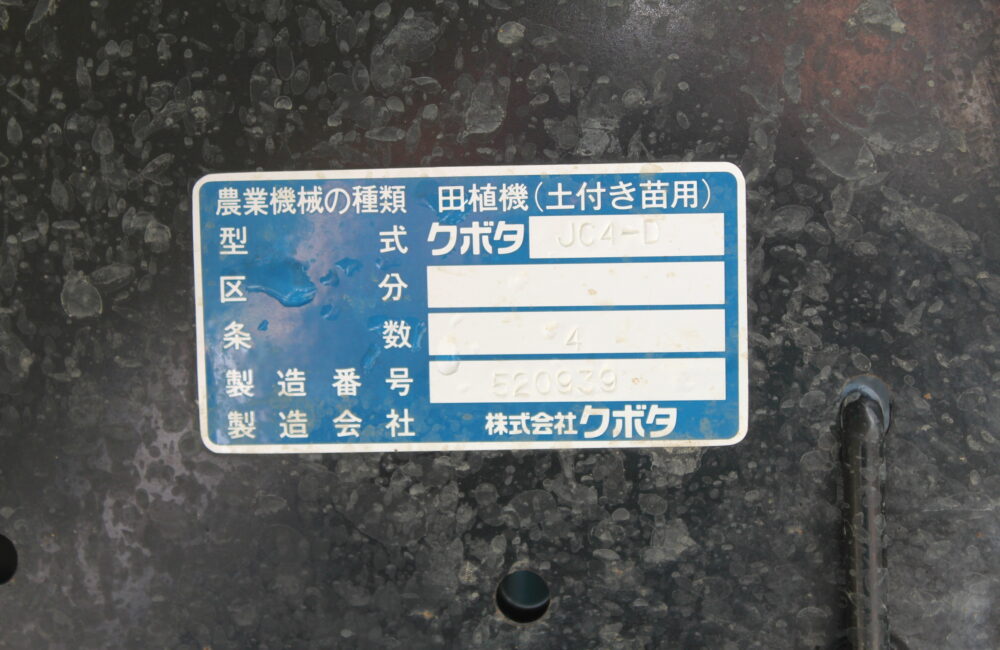 農業機械の種類 田植機(土付き苗用)
型式 クボタ JC4-D
区分
条数 4
製造番号 520939
製造会社 株式会社クボタ